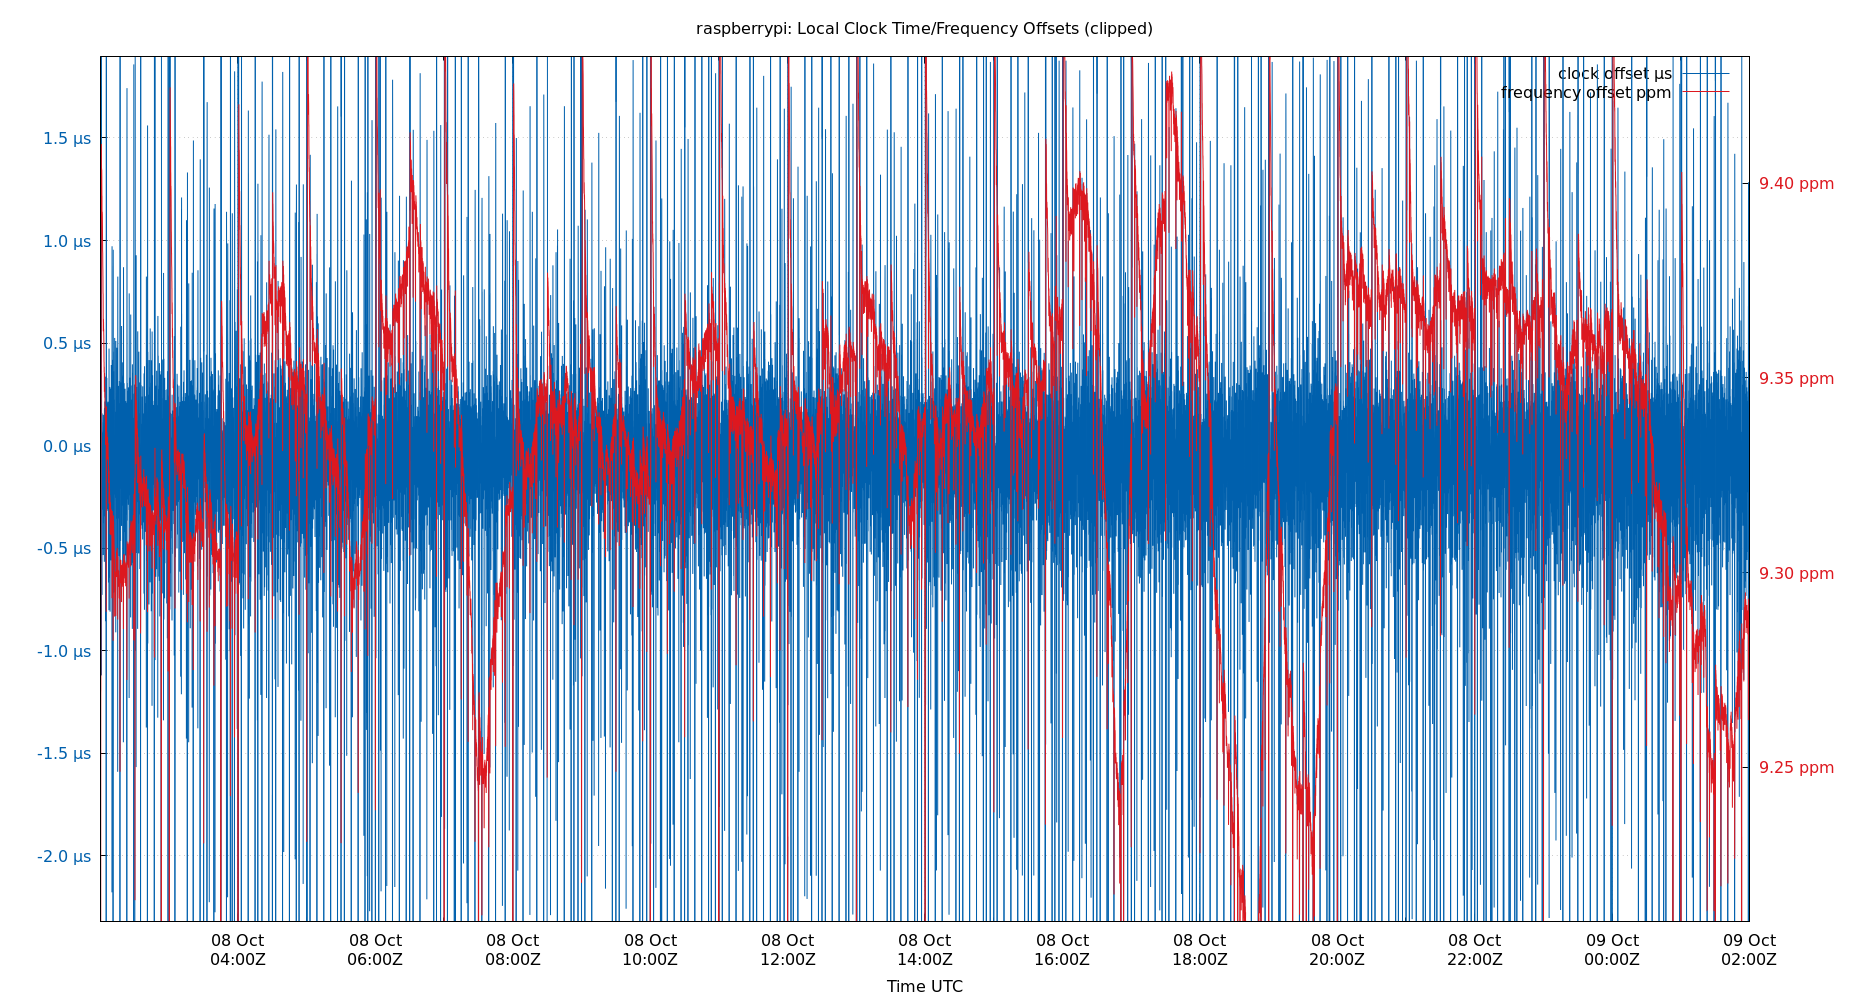 raspberrypi: Local Clock Time/Frequency Offsets (clipped)
clock offset µs
frequency offset ppm
1.5 µs
1.0 µs
0.5 µs
0.0 µs
-0.5 µs
-1.0 µs
-1.5 µs
-2.0 µs
9.40 ppm
9.35 ppm
9.30 ppm
9.25 ppm
08 Oct 08 Oct 08 Oct 08 Oct 08 Oct 08 Oct 08 Oct 08 Oct 08 Oct 08 Oct 09 Oct 09 Oct
04:00Z 06:00Z 08:00Z 10:00Z 12:00Z 14:00Z 16:00Z 18:00Z 20:00Z 22:00Z 00:00Z 02:00Z
Time UTC